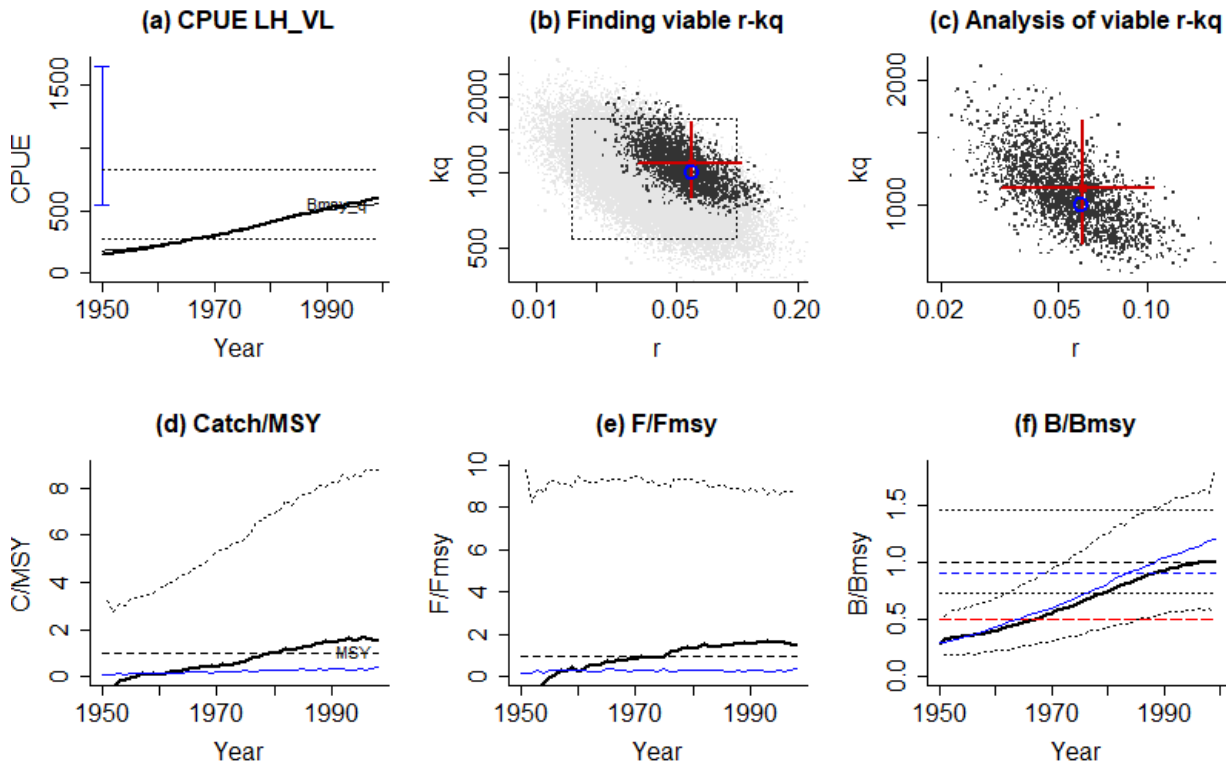 (a) CPUE LH_VL
CPUE
0
500
1500
Bmsy_q
1950
1970
1990
Year
(b) Finding viable r-kq
kq
500
1000
2000
0.01
0.05
0.20
r
(c) Analysis of viable r-kq
kq
1000
2000
0.02
0.05
0.10
r
(d) Catch/MSY
C/MSY
0
2
4
6
8
MSY
1950
1970
1990
Year
(e) F/Fmsy
F/Fmsy
0
2
4
6
8
10
1950
1970
1990
Year
(f) B/Bmsy
B/Bmsy
0.0
0.5
1.0
1.5
1950
1970
1990
Year